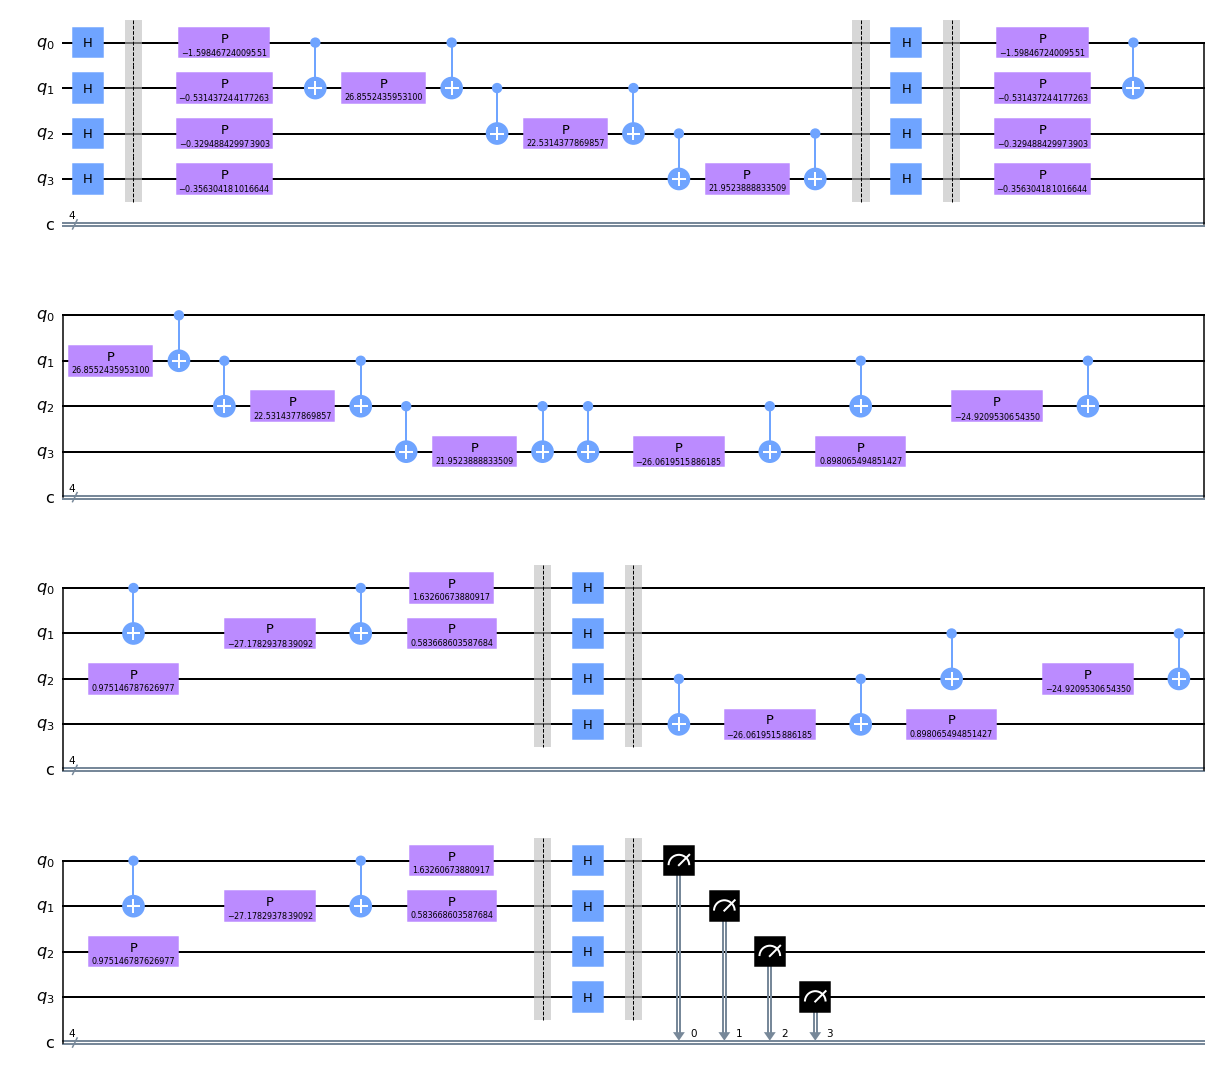 q0 H P −1.59846724009551 H P −1.59846724009551
q1 H P −0.531437244177263 P 26.8552435953100 H P −0.531437244177263
q2 H P −0.329488429973903 P 22.5314377869857 H P −0.329488429973903
q3 H P −0.356304181016644 P 21.9523888833509 H P −0.356304181016644
c 4
q0
q1 P 26.8552435953100
q2 P 22.5314377869857 P −24.9209530654350
q3 P 21.9523888833509 P −26.0619515886185 P 0.898065494851427
c 4
q0 P 1.63260673880917 H
q1 P −27.1782937839092 P 0.583668603587684 H
q2 P 0.975146787626977 H P −24.9209530654350
q3 H P −26.0619515886185 P 0.898065494851427
c 4
q0 P 1.63260673880917 H
q1 P −27.1782937839092 P 0.583668603587684 H
q2 P 0.975146787626977 H
q3 H
c 4 0 1 2 3